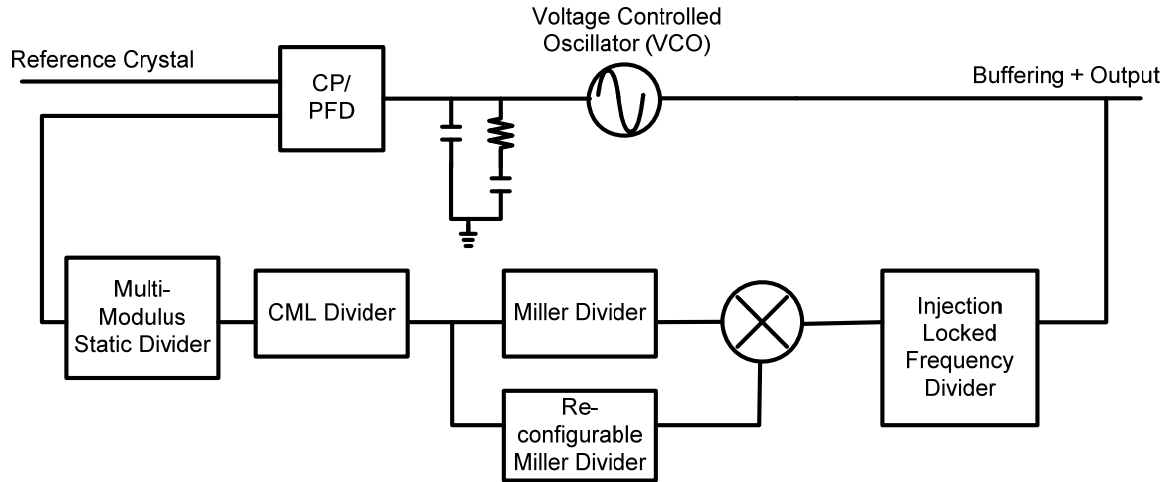 Voltage Controlled
Oscillator (VCO)
Reference Crystal
CP/
PFD
Buffering + Output
Multi-
Modulus
Static Divider
CML Divider
Miller Divider
Re-
configurable
Miller Divider
Injection
Locked
Frequency
Divider